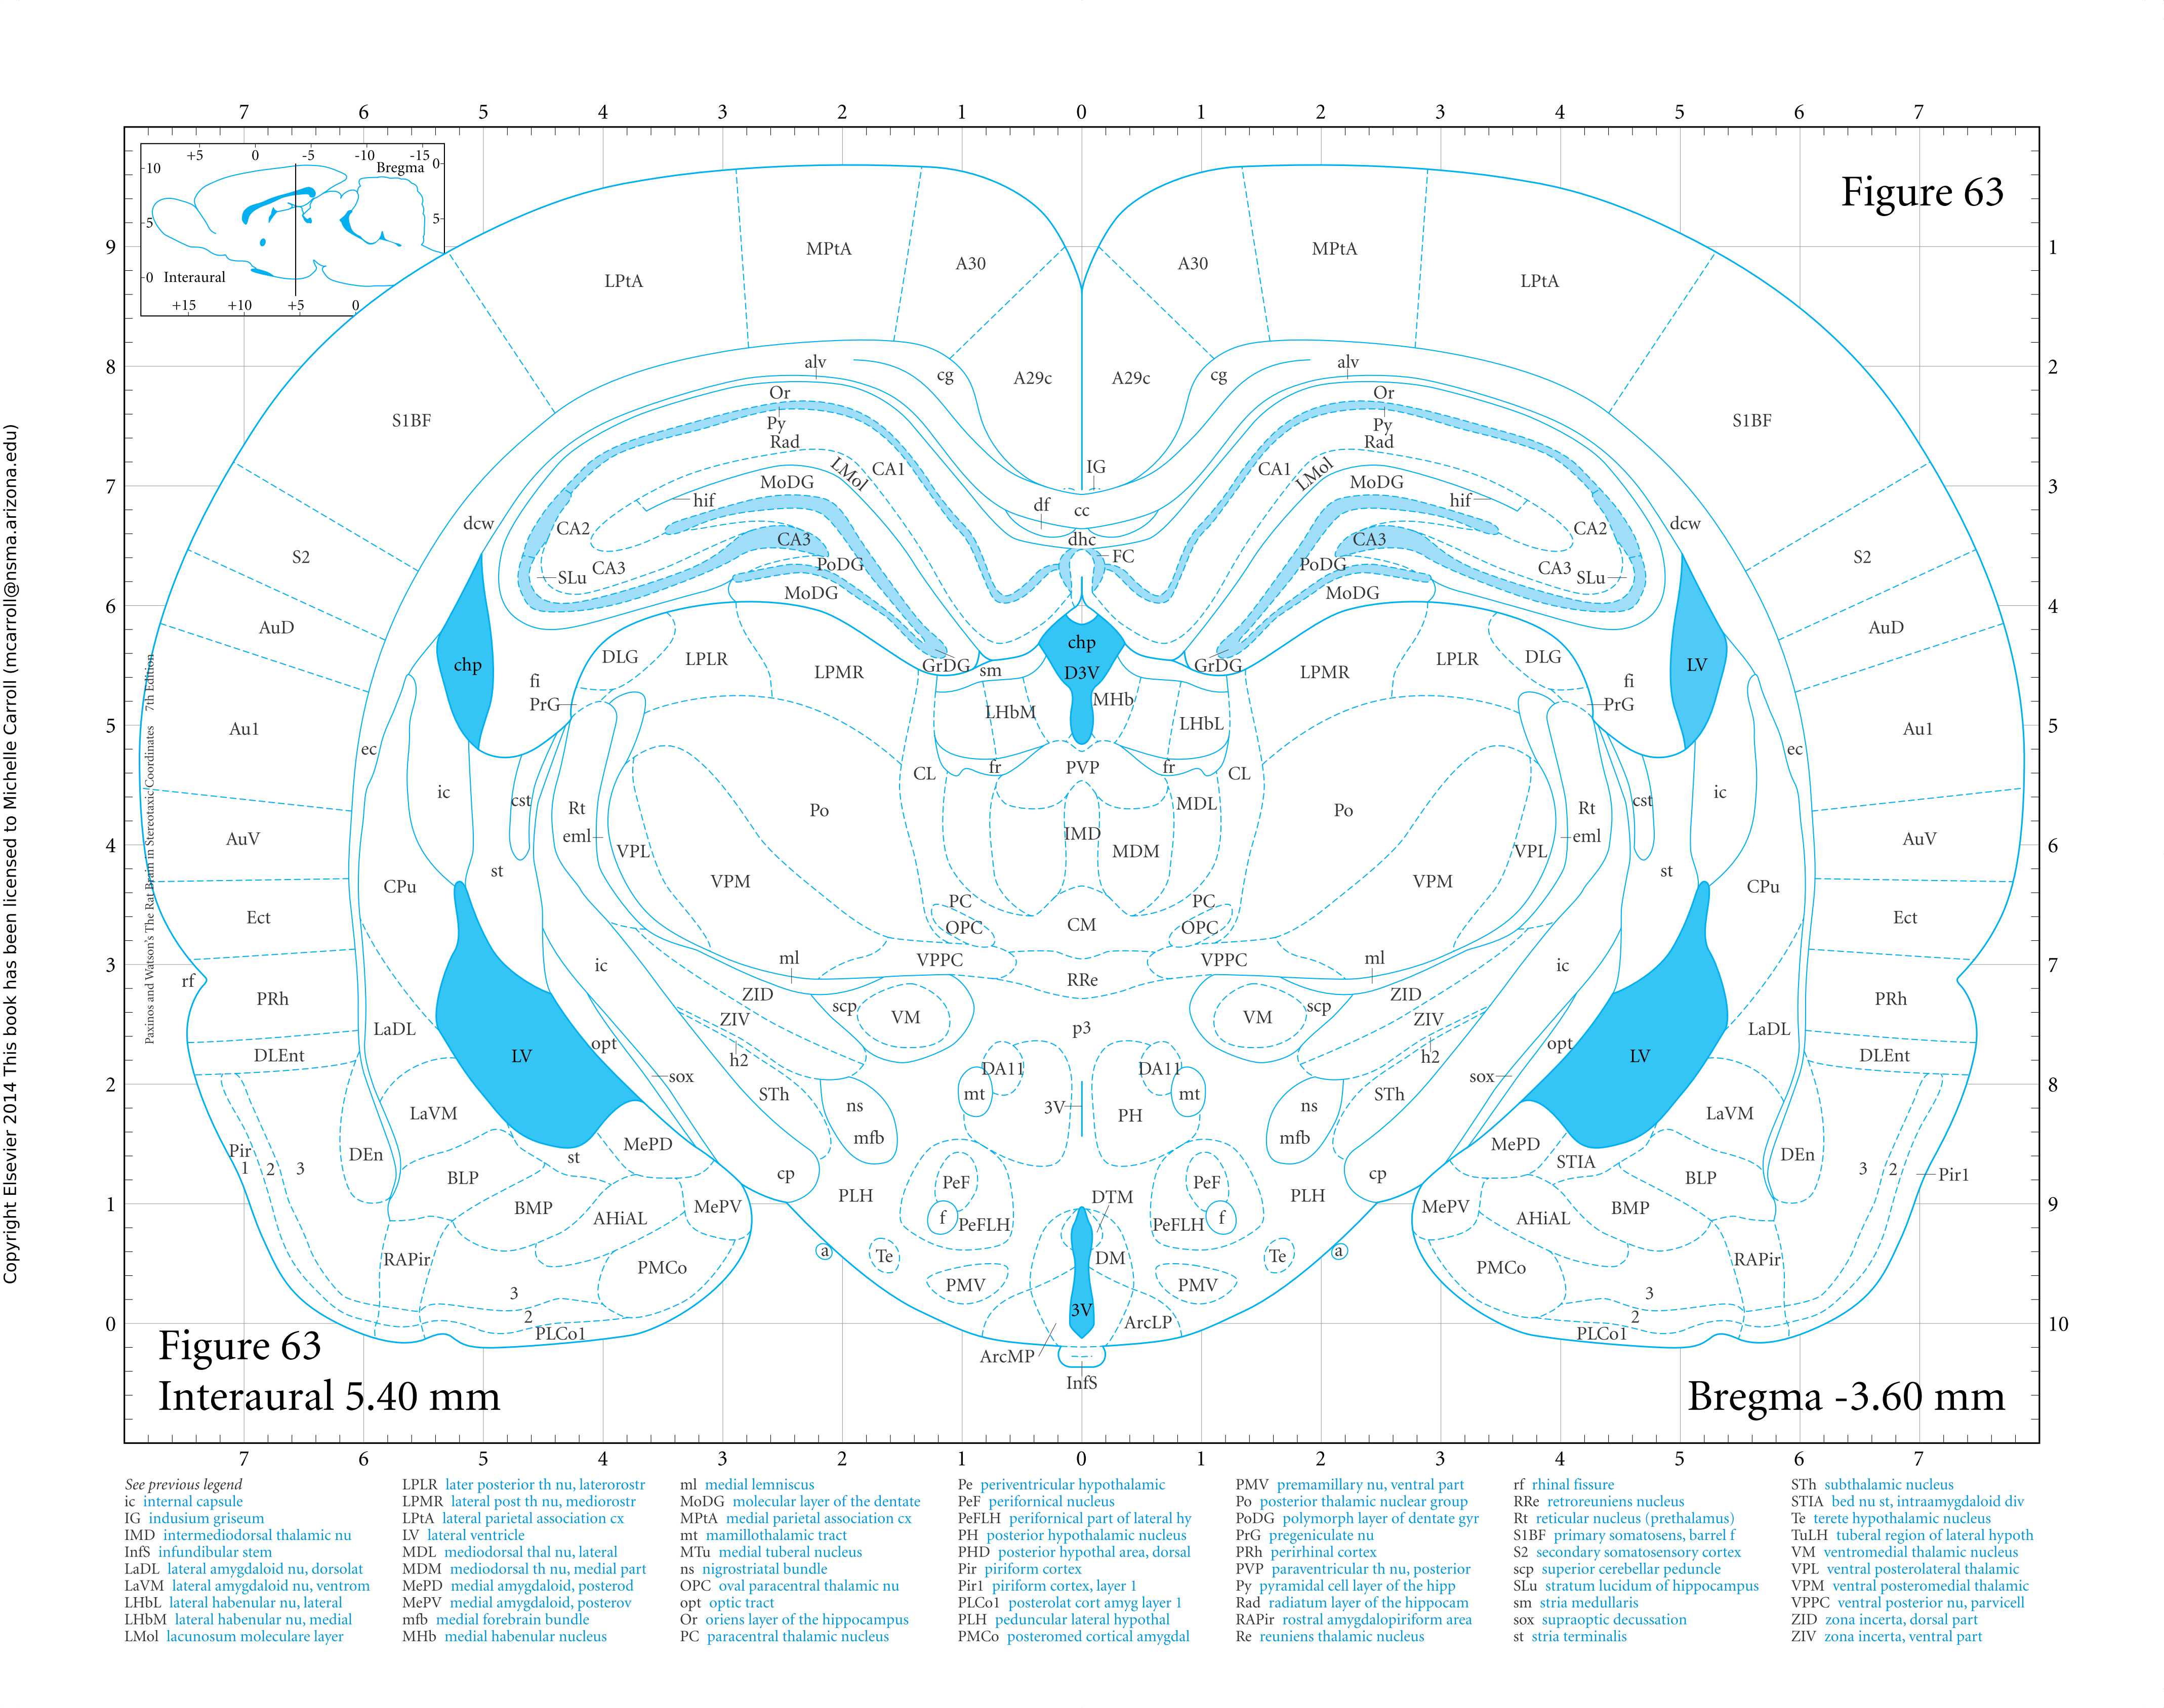 7 6 5 4 3 2 1 0 1 2 3 4 5 6 7
+5 0 -5 -10 -15
10 Bregma 0
5 5
0 Interaural
+15 +10 +5 0
Figure 63
9 1
MPtA A30 A30 MPtA
LPtA LPtA
8 2
alv cg A29c A29c cg alv
Or Or
S1BF Py Py S1BF
Rad Rad
LMol CA1 IG CA1 LMol
7 3
hif MoDG MoDG hif
df cc
dcw CA2 CA2 dcw
CA3 dhc CA3
S2 FC S2
SLu CA3 PoDG PoDG CA3 SLu
MoDG MoDG
6 4
AuD AuD
chp
chp DLG LPLR LPMR GrDG sm D3V GrDG LPMR LPLR DLG LV
fi fi
PrG LHbM MHb PrG
LHbL
5 5
Au1 Au1
ec ec
CL fr PVP fr CL
ic cst ic
cst MDL
Rt Po Po Rt
eml IMD eml
AuV AuV
4 6
VPL MDM VPL
st st
CPu VPM VPM CPu
PC PC
Ect OPC CM OPC Ect
3 7
ml VPPC VPPC ml
ic ic
rf RRe
PRh ZID ZID PRh
scp VM VM scp
ZIV p3 ZIV
LaDL opt opt LaDL
DLEnt LV h2 h2 LV DLEnt
DA11 DA11
sox sox
2 8
STh mt mt STh
ns 3V PH ns
LaVM LaVM
mfb mfb
MePD MePD
Pir DEn st STIA DEn
1 2 3 3 2 Pir1
BLP cp cp BLP
PeF PeF
PLH DTM PLH
1 9
BMP MePV MePV BMP
AHiAL f PeFLH PeFLH f AHiAL
a Te DM Te a
RAPir RAPir
PMCo PMCo
PMV PMV
3 3
3V
2 2
0 10
ArcLP
PLCo1 PLCo1
ArcMP
InfS
Figure 63
Interaural 5.40 mm
Bregma -3.60 mm
7 6 5 4 3 2 1 0 1 2 3 4 5 6 7
Copyright Elsevier 2014 This book has been licensed to Michelle Carroll (mcarroll@nsma.arizona.edu)
Paxinos and Watson's The Rat Brain in Stereotaxic Coordinates 7th Edition
See previous legend
ic internal capsule
IG indusium griseum
IMD intermediodorsal thalamic nu
InfS infundibular stem
LaDL lateral amygdaloid nu, dorsolat
LaVM lateral amygdaloid nu, ventrom
LHbL lateral habenular nu, lateral
LHbM lateral habenular nu, medial
LMol lacunosum moleculare layer
LPLR later posterior th nu, laterorostr
LPMR lateral post th nu, mediorostr
LPtA lateral parietal association cx
LV lateral ventricle
MDL mediodorsal thal nu, lateral
MDM mediodorsal th nu, medial part
MePD medial amygdaloid, posterod
MePV medial amygdaloid, posterov
mfb medial forebrain bundle
MHb medial habenular nucleus
ml medial lemniscus
MoDG molecular layer of the dentate
MPtA medial parietal association cx
mt mamillothalamic tract
MTu medial tuberal nucleus
ns nigrostriatal bundle
OPC oval paracentral thalamic nu
opt optic tract
Or oriens layer of the hippocampus
PC paracentral thalamic nucleus
Pe periventricular hypothalamic
PeF perifornical nucleus
PeFLH perifornical part of lateral hy
PH posterior hypothalamic nucleus
PHD posterior hypothal area, dorsal
Pir piriform cortex
Pir1 piriform cortex, layer 1
PLCo1 posterolat cort amyg layer 1
PLH peduncular lateral hypothal
PMCo posteromed cortical amygdal
PMV premamillary nu, ventral part
Po posterior thalamic nuclear group
PoDG polymorph layer of dentate gyr
PrG pregeniculate nu
PRh perirhinal cortex
PVP paraventricular th nu, posterior
Py pyramidal cell layer of the hipp
Rad radiatum layer of the hippocam
RAPir rostral amygdalopiriform area
Re reuniens thalamic nucleus
rf rhinal fissure
RRe retroreuniens nucleus
Rt reticular nucleus (prethalamus)
S1BF primary somatosens, barrel f
S2 secondary somatosensory cortex
scp superior cerebellar peduncle
SLu stratum lucidum of hippocampus
sm stria medullaris
sox supraoptic decussation
st stria terminalis
STh subthalamic nucleus
STIA bed nu st, intraamygdaloid div
Te terete hypothalamic nucleus
TuLH tuberal region of lateral hypoth
VM ventromedial thalamic nucleus
VPL ventral posterolateral thalamic
VPM ventral posteromedial thalamic
VPPC ventral posterior nu, parvicell
ZID zona incerta, dorsal part
ZIV zona incerta, ventral part